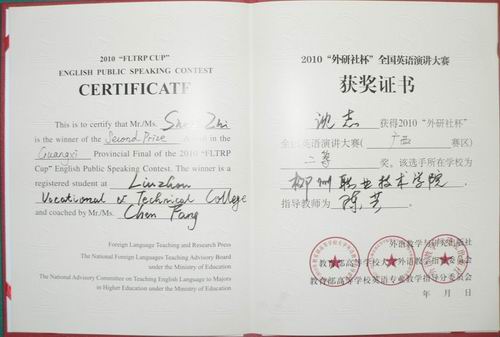 2010 "FLTRP CUP"
ENGLISH PUBLIC SPEAKING CONTEST
CERTIFICATE
This is to certify that Mr./Ms. Zhi
is the winner of the Second Prize Award in the
Guangxi Provincial Final of the 2010 "FLTRP
Cup" English Public Speaking Contest. The winner is a
registered student at Liuzhou
Vocational & Technical College
and coached by Mr./Ms. Chen Fang
Foreign Language Teaching and Research Press
The National Foreign Languages Teaching Advisory Board
under the Ministry of Education
The National Advisory Committee on Teaching English to Majors
in Higher Education under the Ministry of Education
2010 "外研社杯" 全国英语演讲大赛
获奖证书
沈志 获得2010 "外研社杯"
全国英语演讲大赛( 广西 赛区)
二等 奖。该选手所在学校为
柳州职业技术学院,
指导教师为 陈芳 .
外语教学与研究出版社
教育部高等学校大学外语教学指导委员会
教育部高等学校外语专业教学指导分委员会
年 月 日